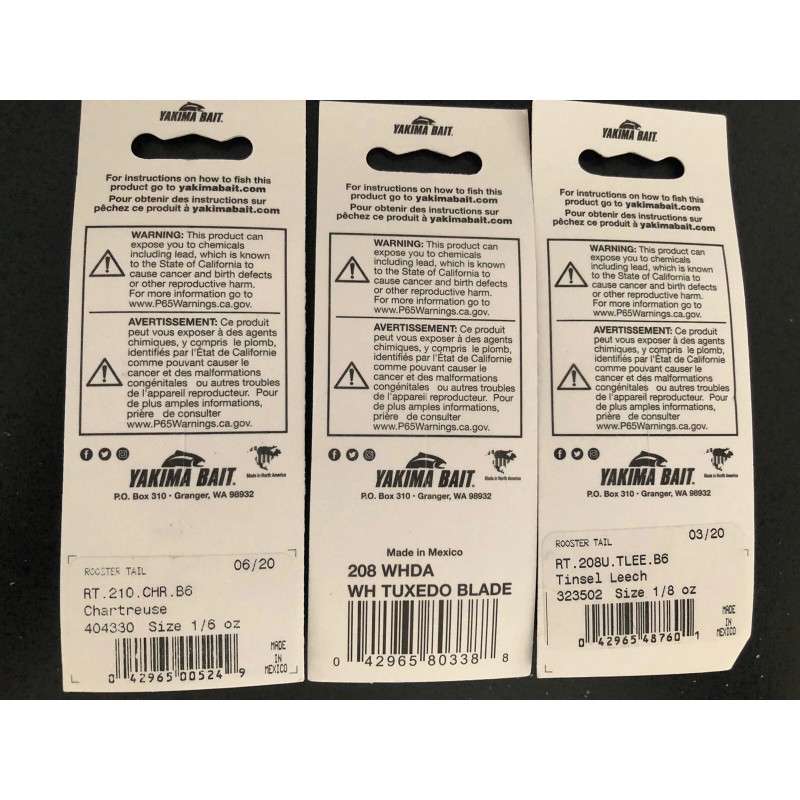 YAKIMA BAIT.
For instructions on how to fish this
product go to yakimabait.com
Pour obtenir des instructions sur
pêchez ce produit à yakimabait.com
WARNING: This product can
expose you to chemicals
including lead, which is known
to the State of California to
cause cancer and birth defects
or other reproductive harm.
For more information go to
www.P65Warnings.ca.gov.
AVERTISSEMENT: Ce produit
peut vous exposer à des agents
chimiques, y compris le plomb,
identifiés par l'État de Californie
comme pouvant causer le
cancer et des malformations
congénitales ou autres troubles
de l'appareil reproducteur. Pour
de plus amples informations,
prière de consulter
www.P65Warnings.ca.gov.
YAKIMA BAIT.
Made in North America
P.O. Box 310 • Granger, WA 98932
ROOSTER TAIL 06/20
RT.210.CHR.B6
Chartreuse
404330 Size 1/6 oz
MADE
IN
MEXICO
0 42965 00524 9
YAKIMA BAIT.
For instructions on how to fish this
product go to yakimabait.com
Pour obtenir des instructions sur
pêchez ce produit à yakimabait.com
WARNING: This product can
expose you to chemicals
including lead, which is known
to the State of California to
cause cancer and birth defects
or other reproductive harm.
For more information go to
www.P65Warnings.ca.gov.
AVERTISSEMENT: Ce produit
peut vous exposer à des agents
chimiques, y compris le plomb,
identifiés par l'État de Californie
comme pouvant causer le
cancer et des malformations
congénitales ou autres troubles
de l'appareil reproducteur. Pour
de plus amples informations,
prière de consulter
www.P65Warnings.ca.gov.
YAKIMA BAIT.
Made in North America
P.O. Box 310 • Granger, WA 98932
Made in Mexico
208 WHDA
WH TUXEDO BLADE
0 42965 80338 8
YAKIMA BAIT.
For instructions on how to fish this
product go to yakimabait.com
Pour obtenir des instructions sur
pêchez ce produit à yakimabait.com
WARNING: This product can
expose you to chemicals
including lead, which is known
to the State of California to
cause cancer and birth defects
or other reproductive harm.
For more information go to
www.P65Warnings.ca.gov.
AVERTISSEMENT: Ce produit
peut vous exposer à des agents
chimiques, y compris le plomb,
identifiés par l'État de Californie
comme pouvant causer le
cancer et des malformations
congénitales ou autres troubles
de l'appareil reproducteur. Pour
de plus amples informations,
prière de consulter
www.P65Warnings.ca.gov.
YAKIMA BAIT.
Made in North America
P.O. Box 310 • Granger, WA 98932
ROOSTER TAIL 03/20
RT.208U.TLEE.B6
Tinsel Leech
323502 Size 1/8 oz
MADE
IN
MEXICO
0 42965 48760 1